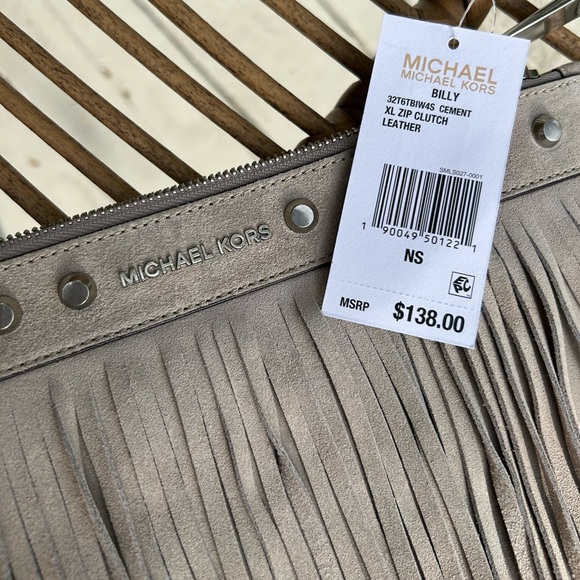 MICHAEL
MICHAEL KORS
BILLY
32T6TBIW4S CEMENT
XL ZIP CLUTCH
LEATHER
SML5027-0001
1 90049 50122 1
NS
MSRP $138.00
MICHAEL KORS